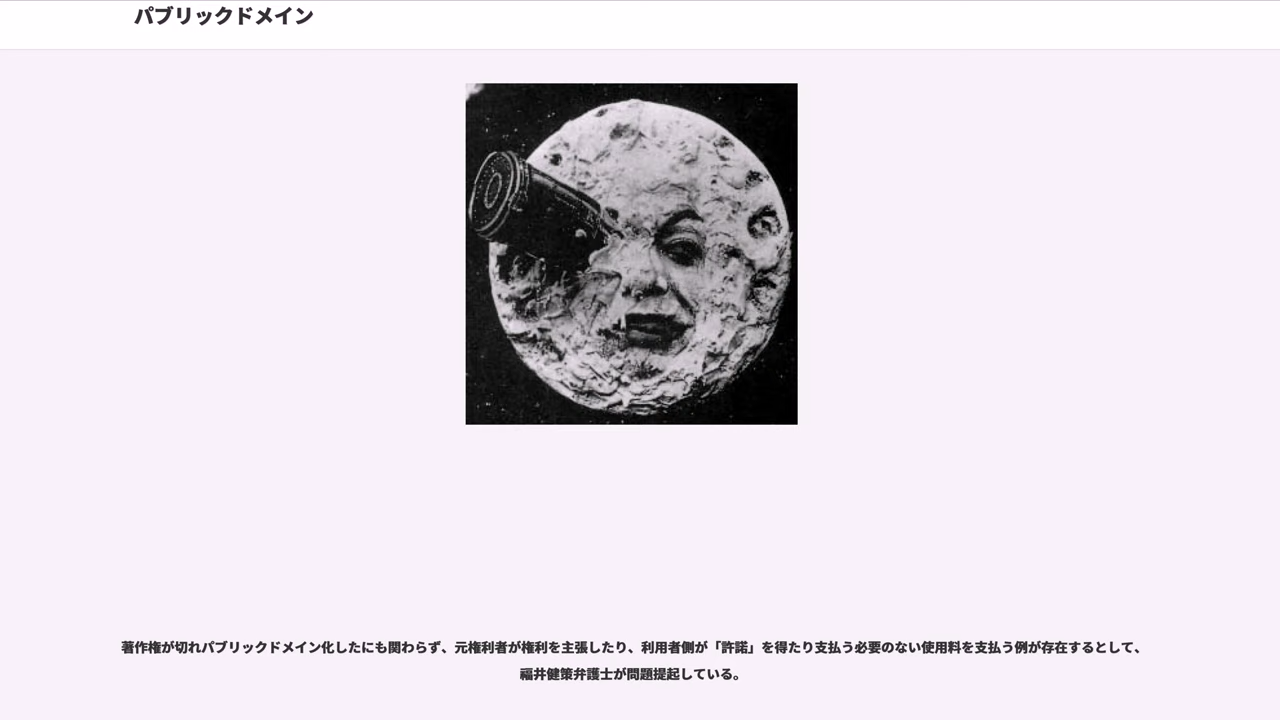 パブリックドメイン
著作権が切れパブリックドメイン化したにも関わらず、元権利者が権利を主張したり、利用者側が「許諾」を得たり支払う必要のない使用料を支払う例が存在するとして、
福井健策弁護士が問題提起している。